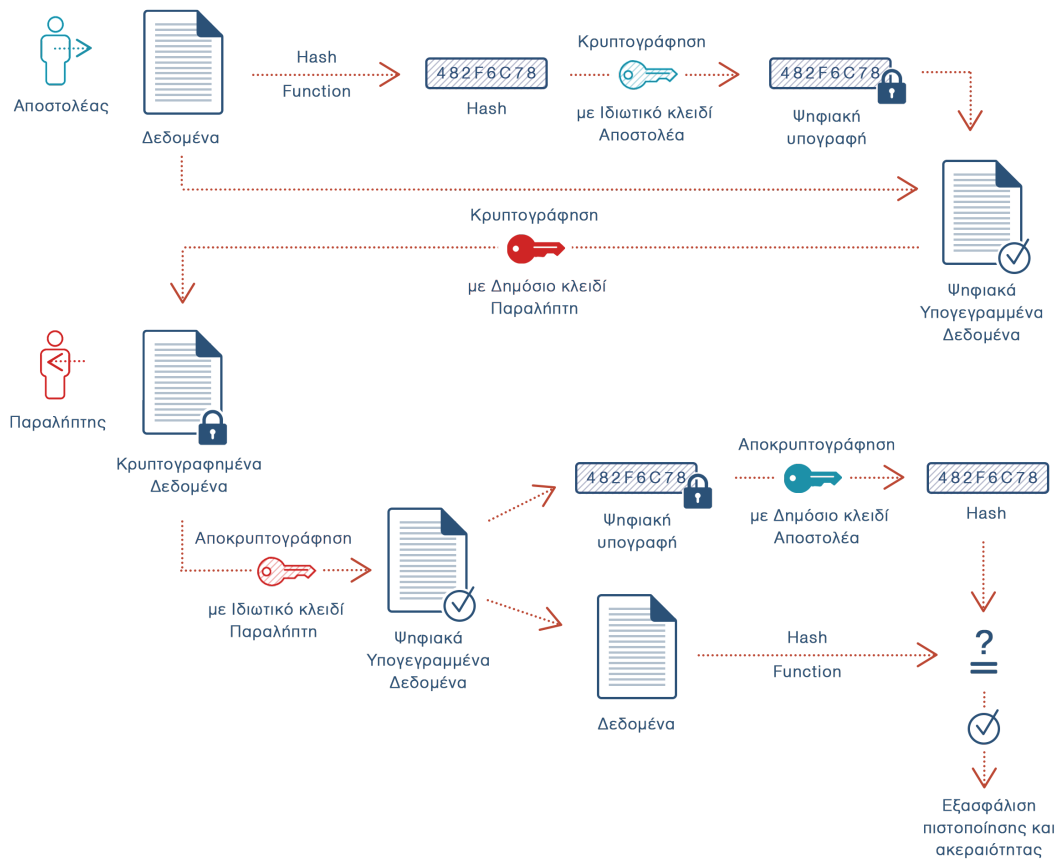 Αποστολέας
Δεδομένα
Hash
Function
482F6C78
Hash
Κρυπτογράφηση
με Ιδιωτικό κλειδί
Αποστολέα
482F6C78
Ψηφιακή
υπογραφή
Κρυπτογράφηση
με Δημόσιο κλειδί
Παραλήπτη
Ψηφιακά
Υπογεγραμμένα
Δεδομένα
Παραλήπτης
Κρυπτογραφημένα
Δεδομένα
Αποκρυπτογράφηση
με Ιδιωτικό κλειδί
Παραλήπτη
Ψηφιακά
Υπογεγραμμένα
Δεδομένα
482F6C78
Ψηφιακή
υπογραφή
Αποκρυπτογράφηση
με Δημόσιο κλειδί
Αποστολέα
482F6C78
Hash
Δεδομένα
Hash
Function
?
=
Εξασφάλιση
πιστοποίησης και
ακεραιότητας